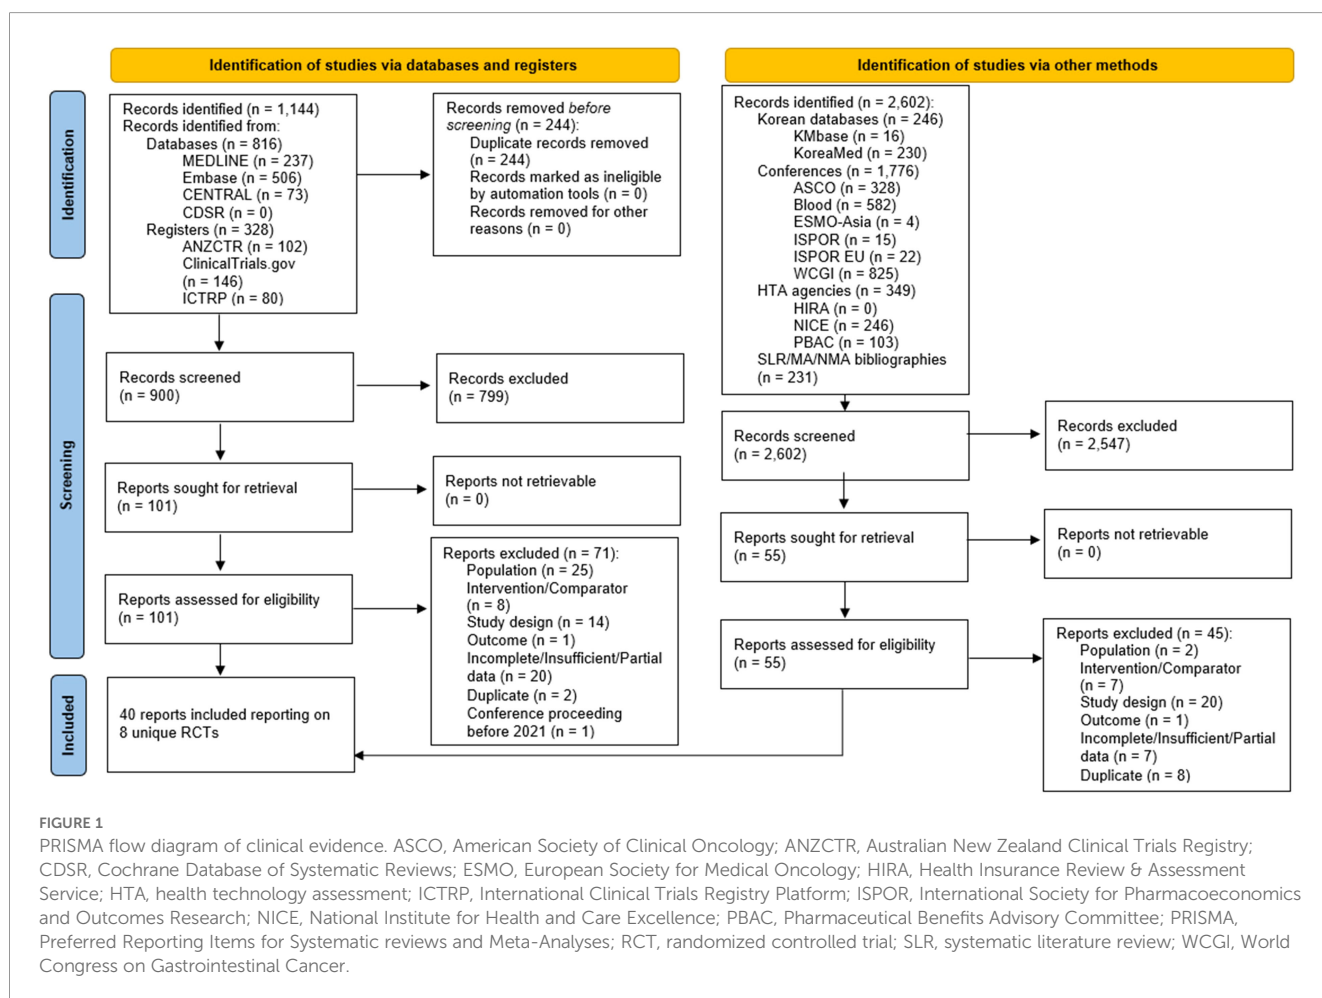 Identification of studies via databases and registers
Identification of studies via other methods
Identification
Records identified (n = 1,144)
Records identified from:
Databases (n = 816)
MEDLINE (n = 237)
Embase (n = 506)
CENTRAL (n = 73)
CDSR (n = 0)
Registers (n = 328)
ANZCTR (n = 102)
ClinicalTrials.gov
(n = 146)
ICTRP (n = 80)
Records removed before
screening (n = 244):
Duplicate records removed
(n = 244)
Records marked as ineligible
by automation tools (n = 0)
Records removed for other
reasons (n = 0)
Records identified (n = 2,602):
Korean databases (n = 246)
KMbase (n = 16)
KoreaMed (n = 230)
Conferences (n = 1,776)
ASCO (n = 328)
Blood (n = 582)
ESMO-Asia (n = 4)
ISPOR (n = 15)
ISPOR EU (n = 22)
WCGI (n = 825)
HTA agencies (n = 349)
HIRA (n = 0)
NICE (n = 246)
PBAC (n = 103)
SLR/MA/NMA bibliographies
(n = 231)
Screening
Records screened
(n = 900)
Records excluded
(n = 799)
Records screened
(n = 2,602)
Records excluded
(n = 2,547)
Reports sought for retrieval
(n = 101)
Reports not retrievable
(n = 0)
Reports sought for retrieval
(n = 55)
Reports not retrievable
(n = 0)
Reports assessed for eligibility
(n = 101)
Reports excluded (n = 71):
Population (n = 25)
Intervention/Comparator
(n = 8)
Study design (n = 14)
Outcome (n = 1)
Incomplete/Insufficient/Partial
data (n = 20)
Duplicate (n = 2)
Conference proceeding
before 2021 (n = 1)
Reports assessed for eligibility
(n = 55)
Reports excluded (n = 45):
Population (n = 2)
Intervention/Comparator
(n = 7)
Study design (n = 20)
Outcome (n = 1)
Incomplete/Insufficient/Partial
data (n = 7)
Duplicate (n = 8)
Included
40 reports included reporting on
8 unique RCTs
FIGURE 1
PRISMA flow diagram of clinical evidence. ASCO, American Society of Clinical Oncology; ANZCTR, Australian New Zealand Clinical Trials Registry;
CDSR, Cochrane Database of Systematic Reviews; ESMO, European Society for Medical Oncology; HIRA, Health Insurance Review & Assessment
Service; HTA, health technology assessment; ICTRP, International Clinical Trials Registry Platform; ISPOR, International Society for Pharmacoeconomics
and Outcomes Research; NICE, National Institute for Health and Care Excellence; PBAC, Pharmaceutical Benefits Advisory Committee; PRISMA,
Preferred Reporting Items for Systematic reviews and Meta-Analyses; RCT, randomized controlled trial; SLR, systematic literature review; WCGI, World
Congress on Gastrointestinal Cancer.